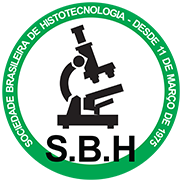 SOCIEDADE BRASILEIRA DE HISTOTECNOLOGIA - DESDE 11 DE MARÇO DE 1975
S.B.H